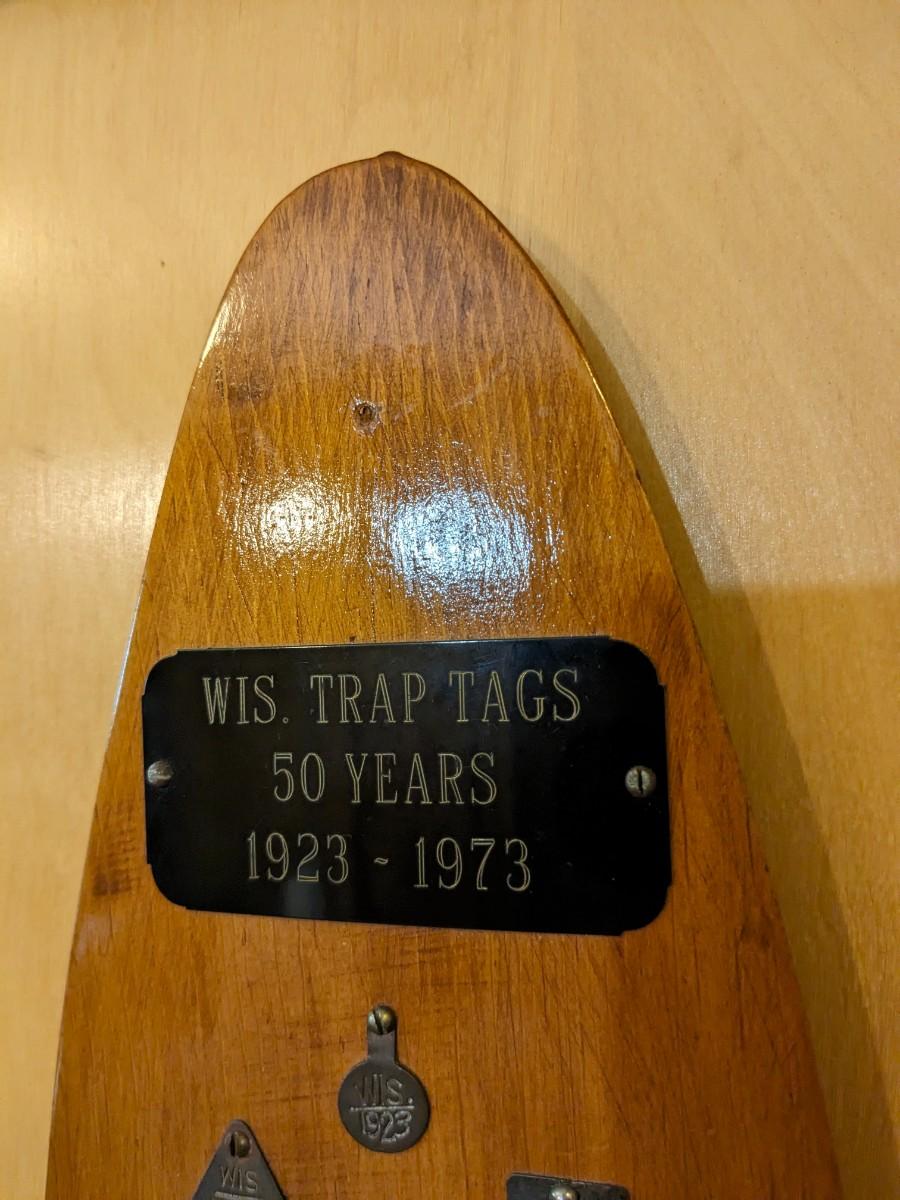 WIS. TRAP TAGS
50 YEARS
1923 - 1973
WIS.
1923
WIS